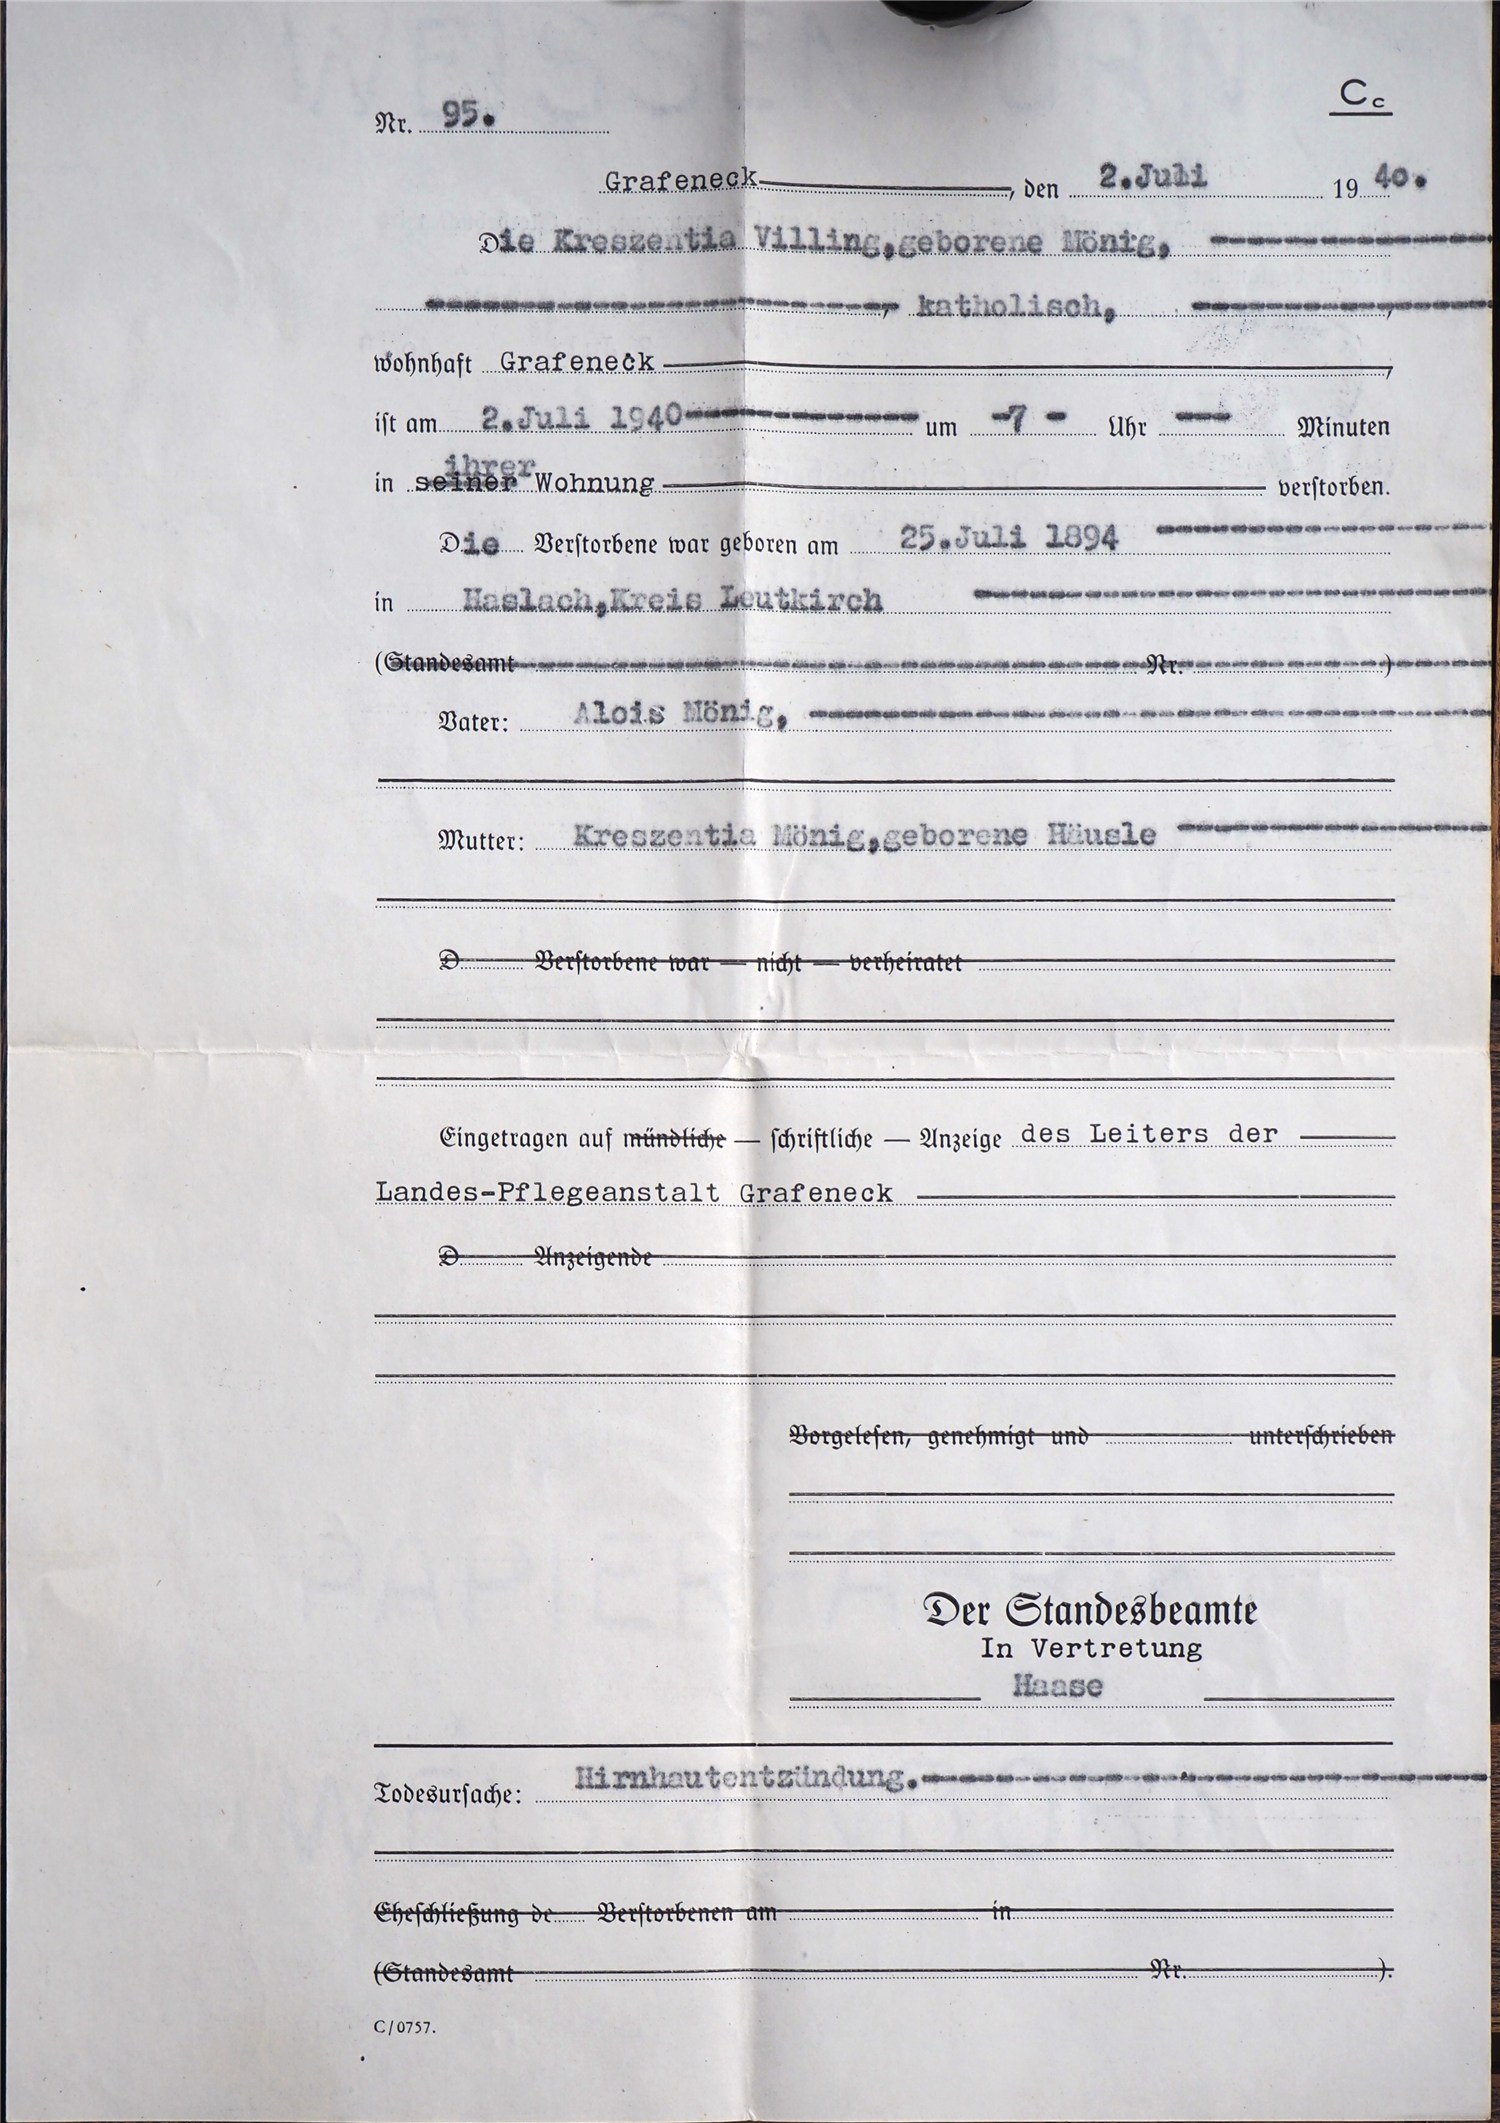 Cc
Nr. 95.
Grafeneck, den 2.Juli 1940.
Die Kreszentia Villing,geborene Mönig,
, katholisch, ,
wohnhaft Grafeneck ,
ist am 2.Juli 1940 um -7- Uhr -- Minuten
ihrer
in seiner Wohnung verstorben.
Die Verstorbene war geboren am 25.Juli 1894
in Haslach,Kreis Leutkirch
(Standesamt Nr. )
Vater: Alois Mönig,
Mutter: Kreszentia Mönig,geborene Häusle
D Verstorbene war — nicht — verheiratet
Eingetragen auf mündliche — schriftliche — Anzeige des Leiters der
Landes-Pflegeanstalt Grafeneck
D Anzeigende
Vorgelesen, genehmigt und unterschrieben
Der Standesbeamte
In Vertretung
Haase
Todesursache: Hirnhautentzündung.
Eheschließung de Verstorbenen am in
(Standesamt Nr. ).
C/0757.